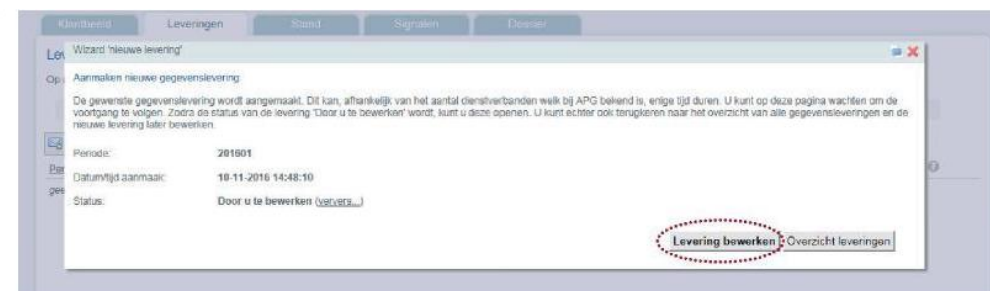 Klantbeeld Leveringen Stand Signalen Dossier
Wizard 'nieuwe levering'
Lev
Op
Aanmaken nieuwe gegevenslevering
De gewenste gegevenslevering wordt aangemaakt. Dit kan, afhankelijk van het aantal dienstverbanden welk bij APG bekend is, enige tijd duren. U kunt op deze pagina wachten om de
voortgang te volgen. Zodra de status van de levering 'Door u te bewerken' wordt, kunt u deze openen. U kunt echter ook terugkeren naar het overzicht van alle gegevensleveringen en de
nieuwe levering later bewerken.
Periode: 201601
Per
Datum/tijd aanmaak: 10-11-2016 14:48:10
gee
Status: Door u te bewerken (ververs...)
Levering bewerken Overzicht leveringen